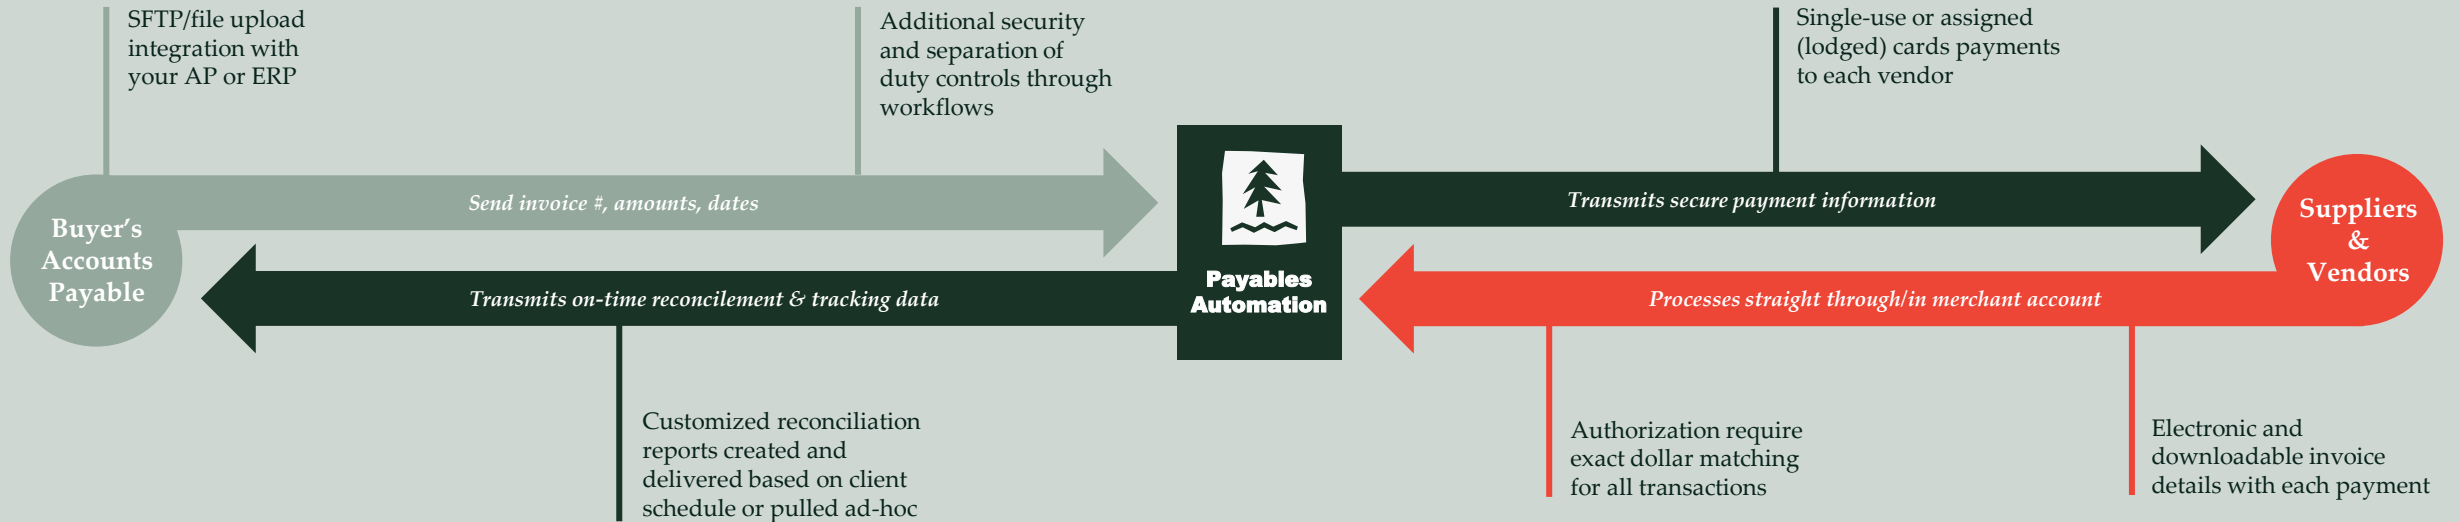 SFTP/file upload
integration with
your AP or ERP
Additional security
and separation of
duty controls through
workflows
Single-use or assigned
(lodged) cards payments
to each vendor
Send invoice #, amounts, dates
Transmits secure payment information
Buyer’s
Accounts
Payable
Payables
Automation
Suppliers
&
Vendors
Transmits on-time reconcilement & tracking data
Processes straight through/in merchant account
Customized reconciliation
reports created and
delivered based on client
schedule or pulled ad-hoc
Authorization require
exact dollar matching
for all transactions
Electronic and
downloadable invoice
details with each payment